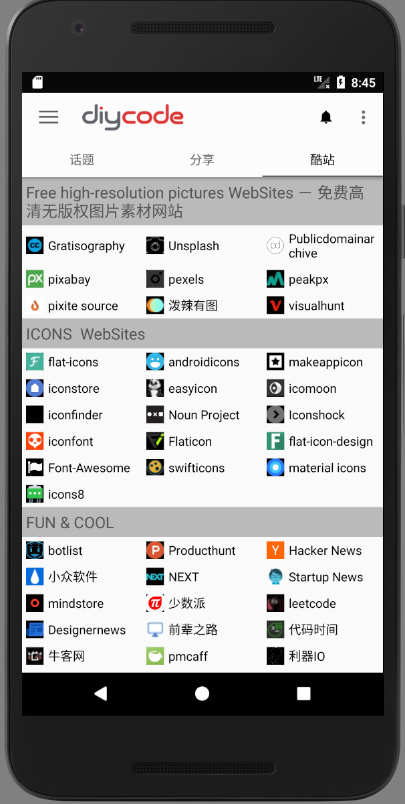 LTE 8:45
diycode
话题 分享 酷站
Free high-resolution pictures WebSites — 免费高
清无版权图片素材网站
Gratisography Unsplash Publicdomainar
chive
pixabay pexels peakpx
pixite source 泼辣有图 visualhunt
ICONS WebSites
flat-icons androidicons makeappicon
iconstore easyicon icomoon
iconfinder Noun Project Iconshock
iconfont Flaticon flat-icon-design
Font-Awesome swifticons material icons
icons8
FUN & COOL
botlist Producthunt Hacker News
小众软件 NEXT Startup News
mindstore 少数派 leetcode
Designernews 前辈之路 代码时间
牛客网 pmcaff 利器IO